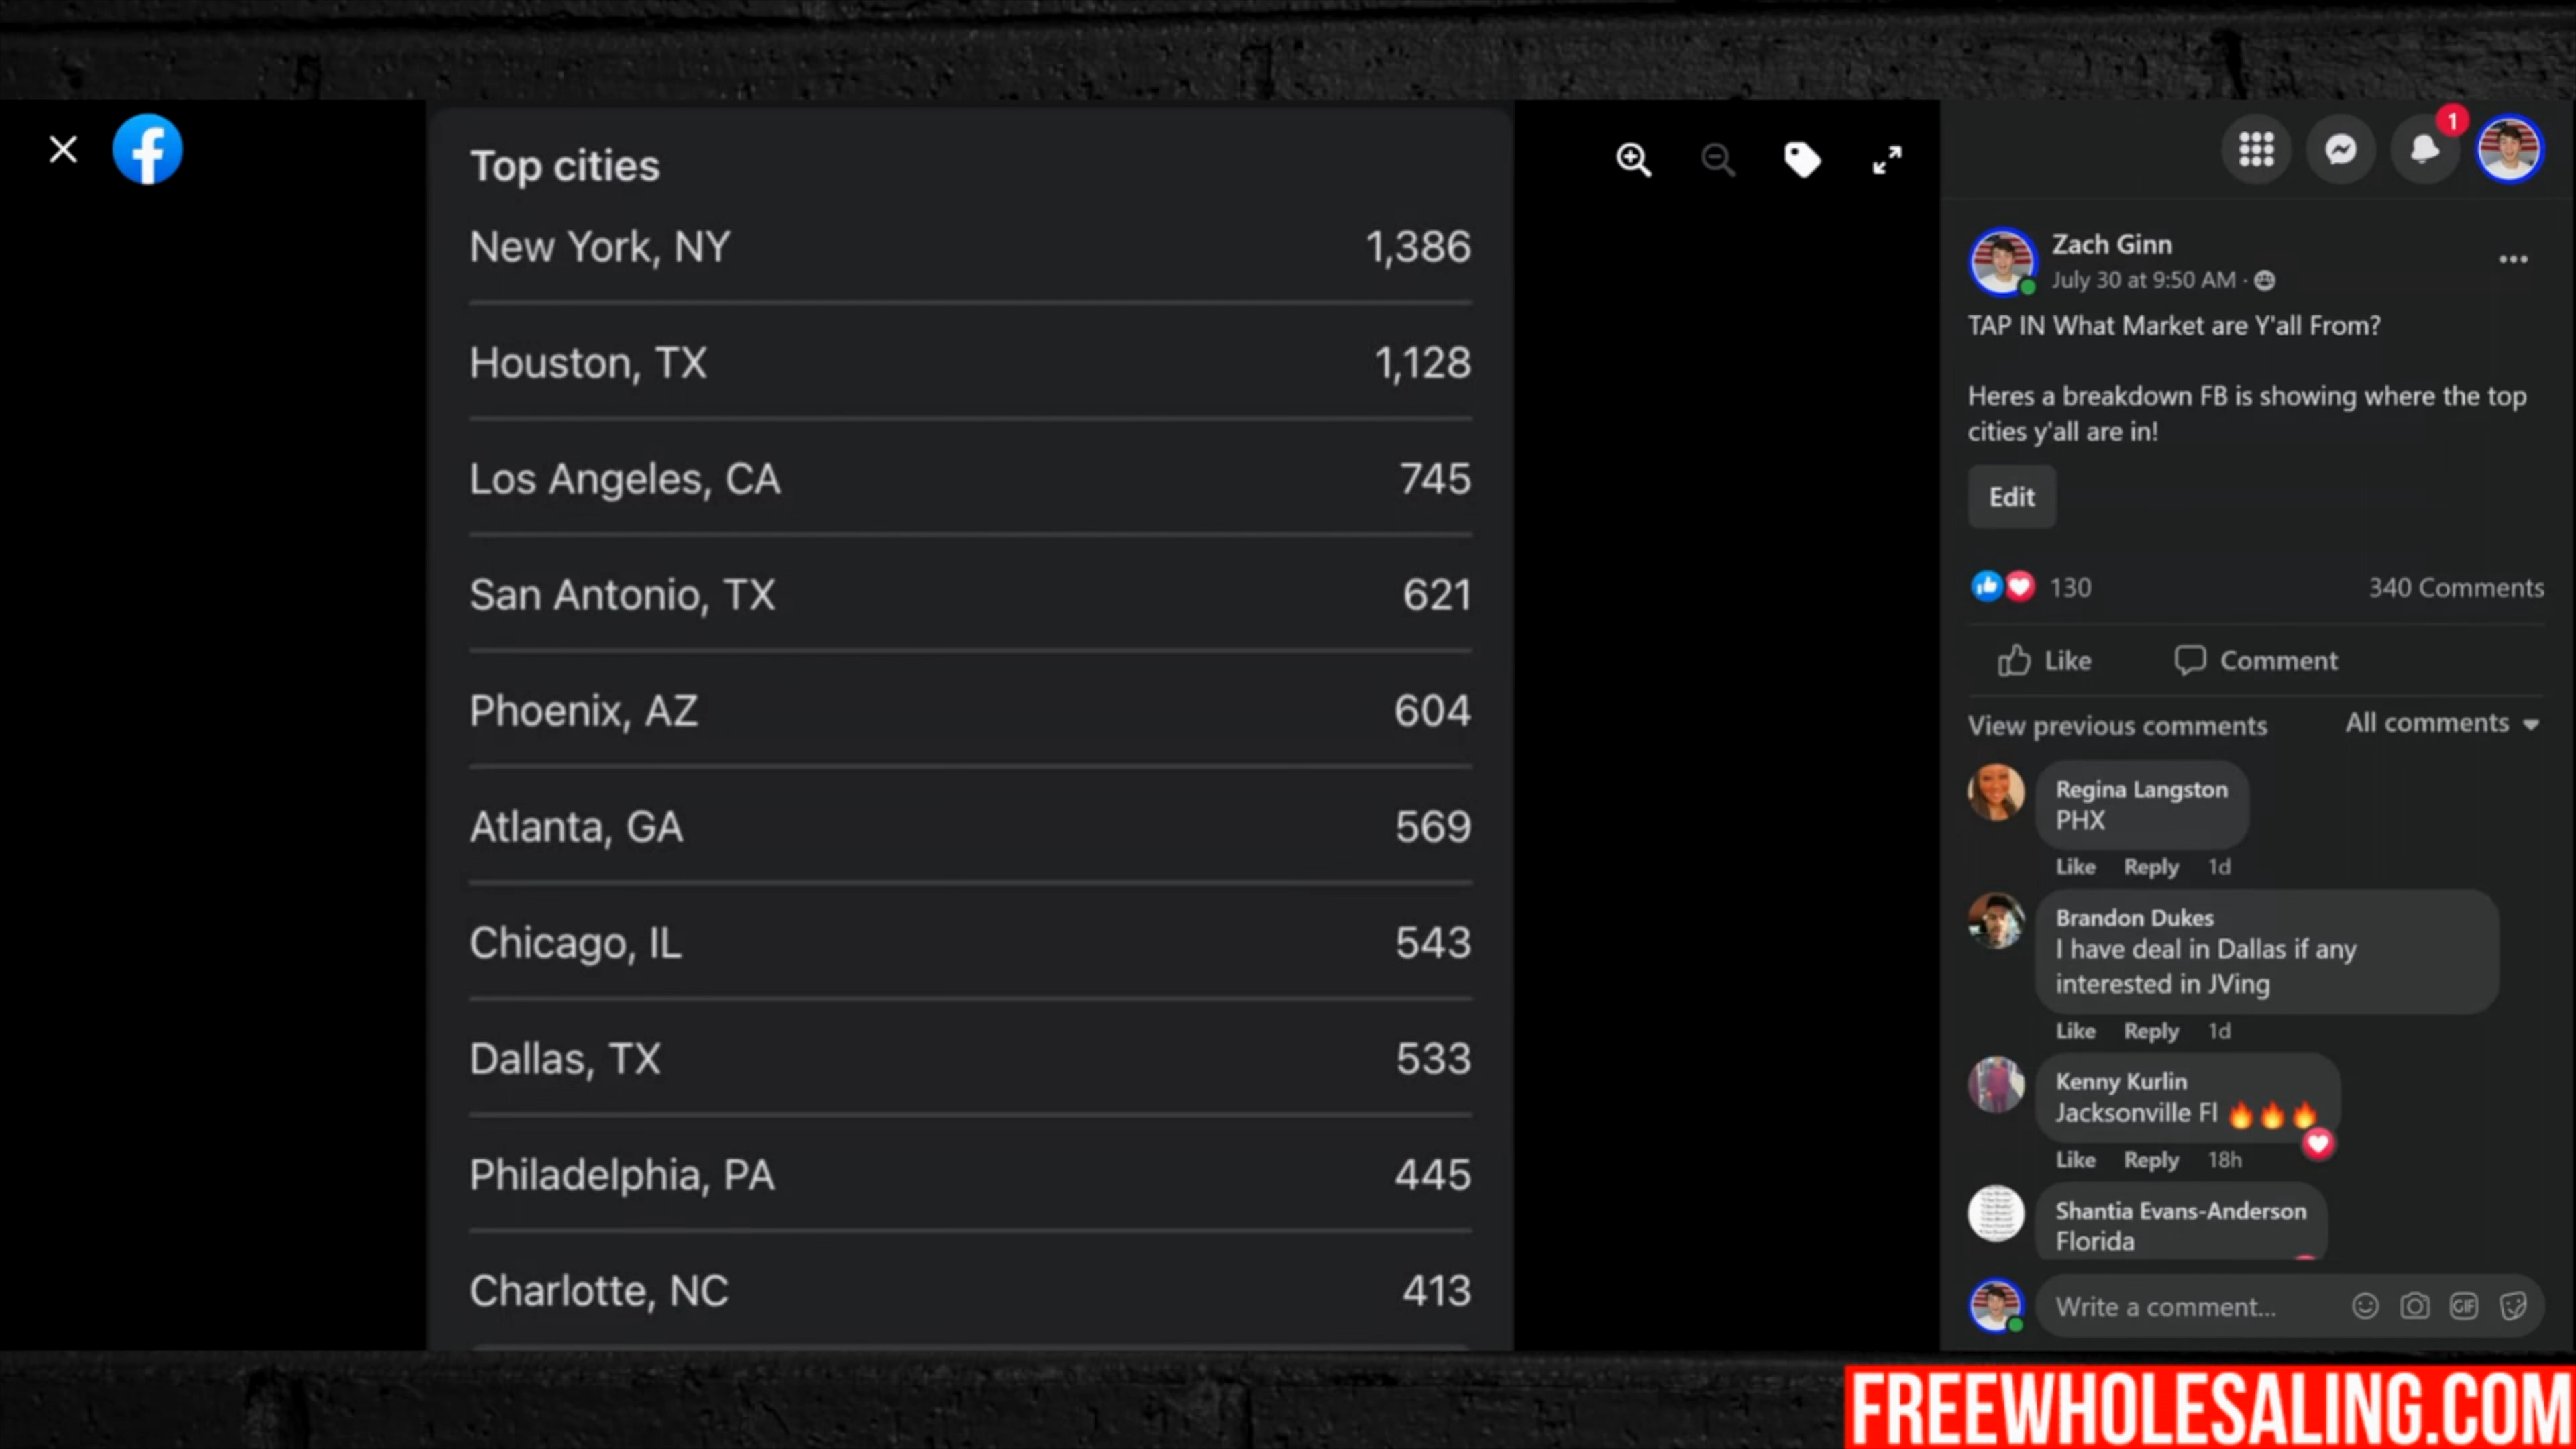 Top cities
New York, NY 1,386
Houston, TX 1,128
Los Angeles, CA 745
San Antonio, TX 621
Phoenix, AZ 604
Atlanta, GA 569
Chicago, IL 543
Dallas, TX 533
Philadelphia, PA 445
Charlotte, NC 413
1
Zach Ginn
July 30 at 9:50 AM ·
TAP IN What Market are Y'all From?
Heres a breakdown FB is showing where the top
cities y'all are in!
Edit
130 340 Comments
Like Comment
View previous comments All comments
Regina Langston
PHX
Like Reply 1d
Brandon Dukes
I have deal in Dallas if any
interested in JVing
Like Reply 1d
Kenny Kurlin
Jacksonville Fl 🔥🔥🔥
Like Reply 18h
Shantia Evans-Anderson
Florida
Write a comment... GIF
FREEWHOLESALING.COM